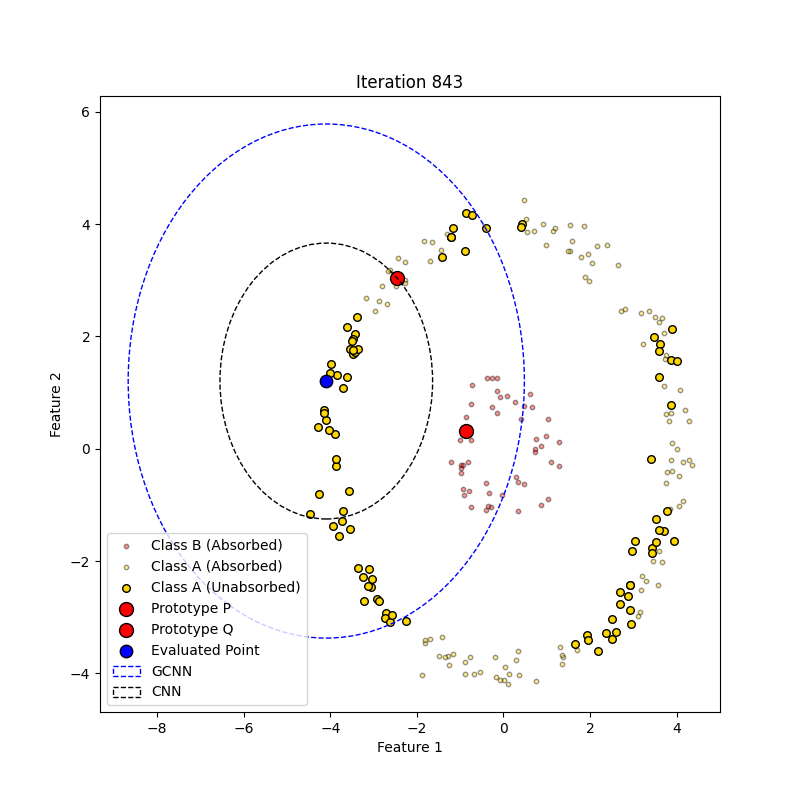 Iteration 843
6
4
2
0
−2
−4
Feature 2
Class B (Absorbed)
Class A (Absorbed)
Class A (Unabsorbed)
Prototype P
Prototype Q
Evaluated Point
GCNN
CNN
−8
−6
−4
−2
0
2
4
Feature 1